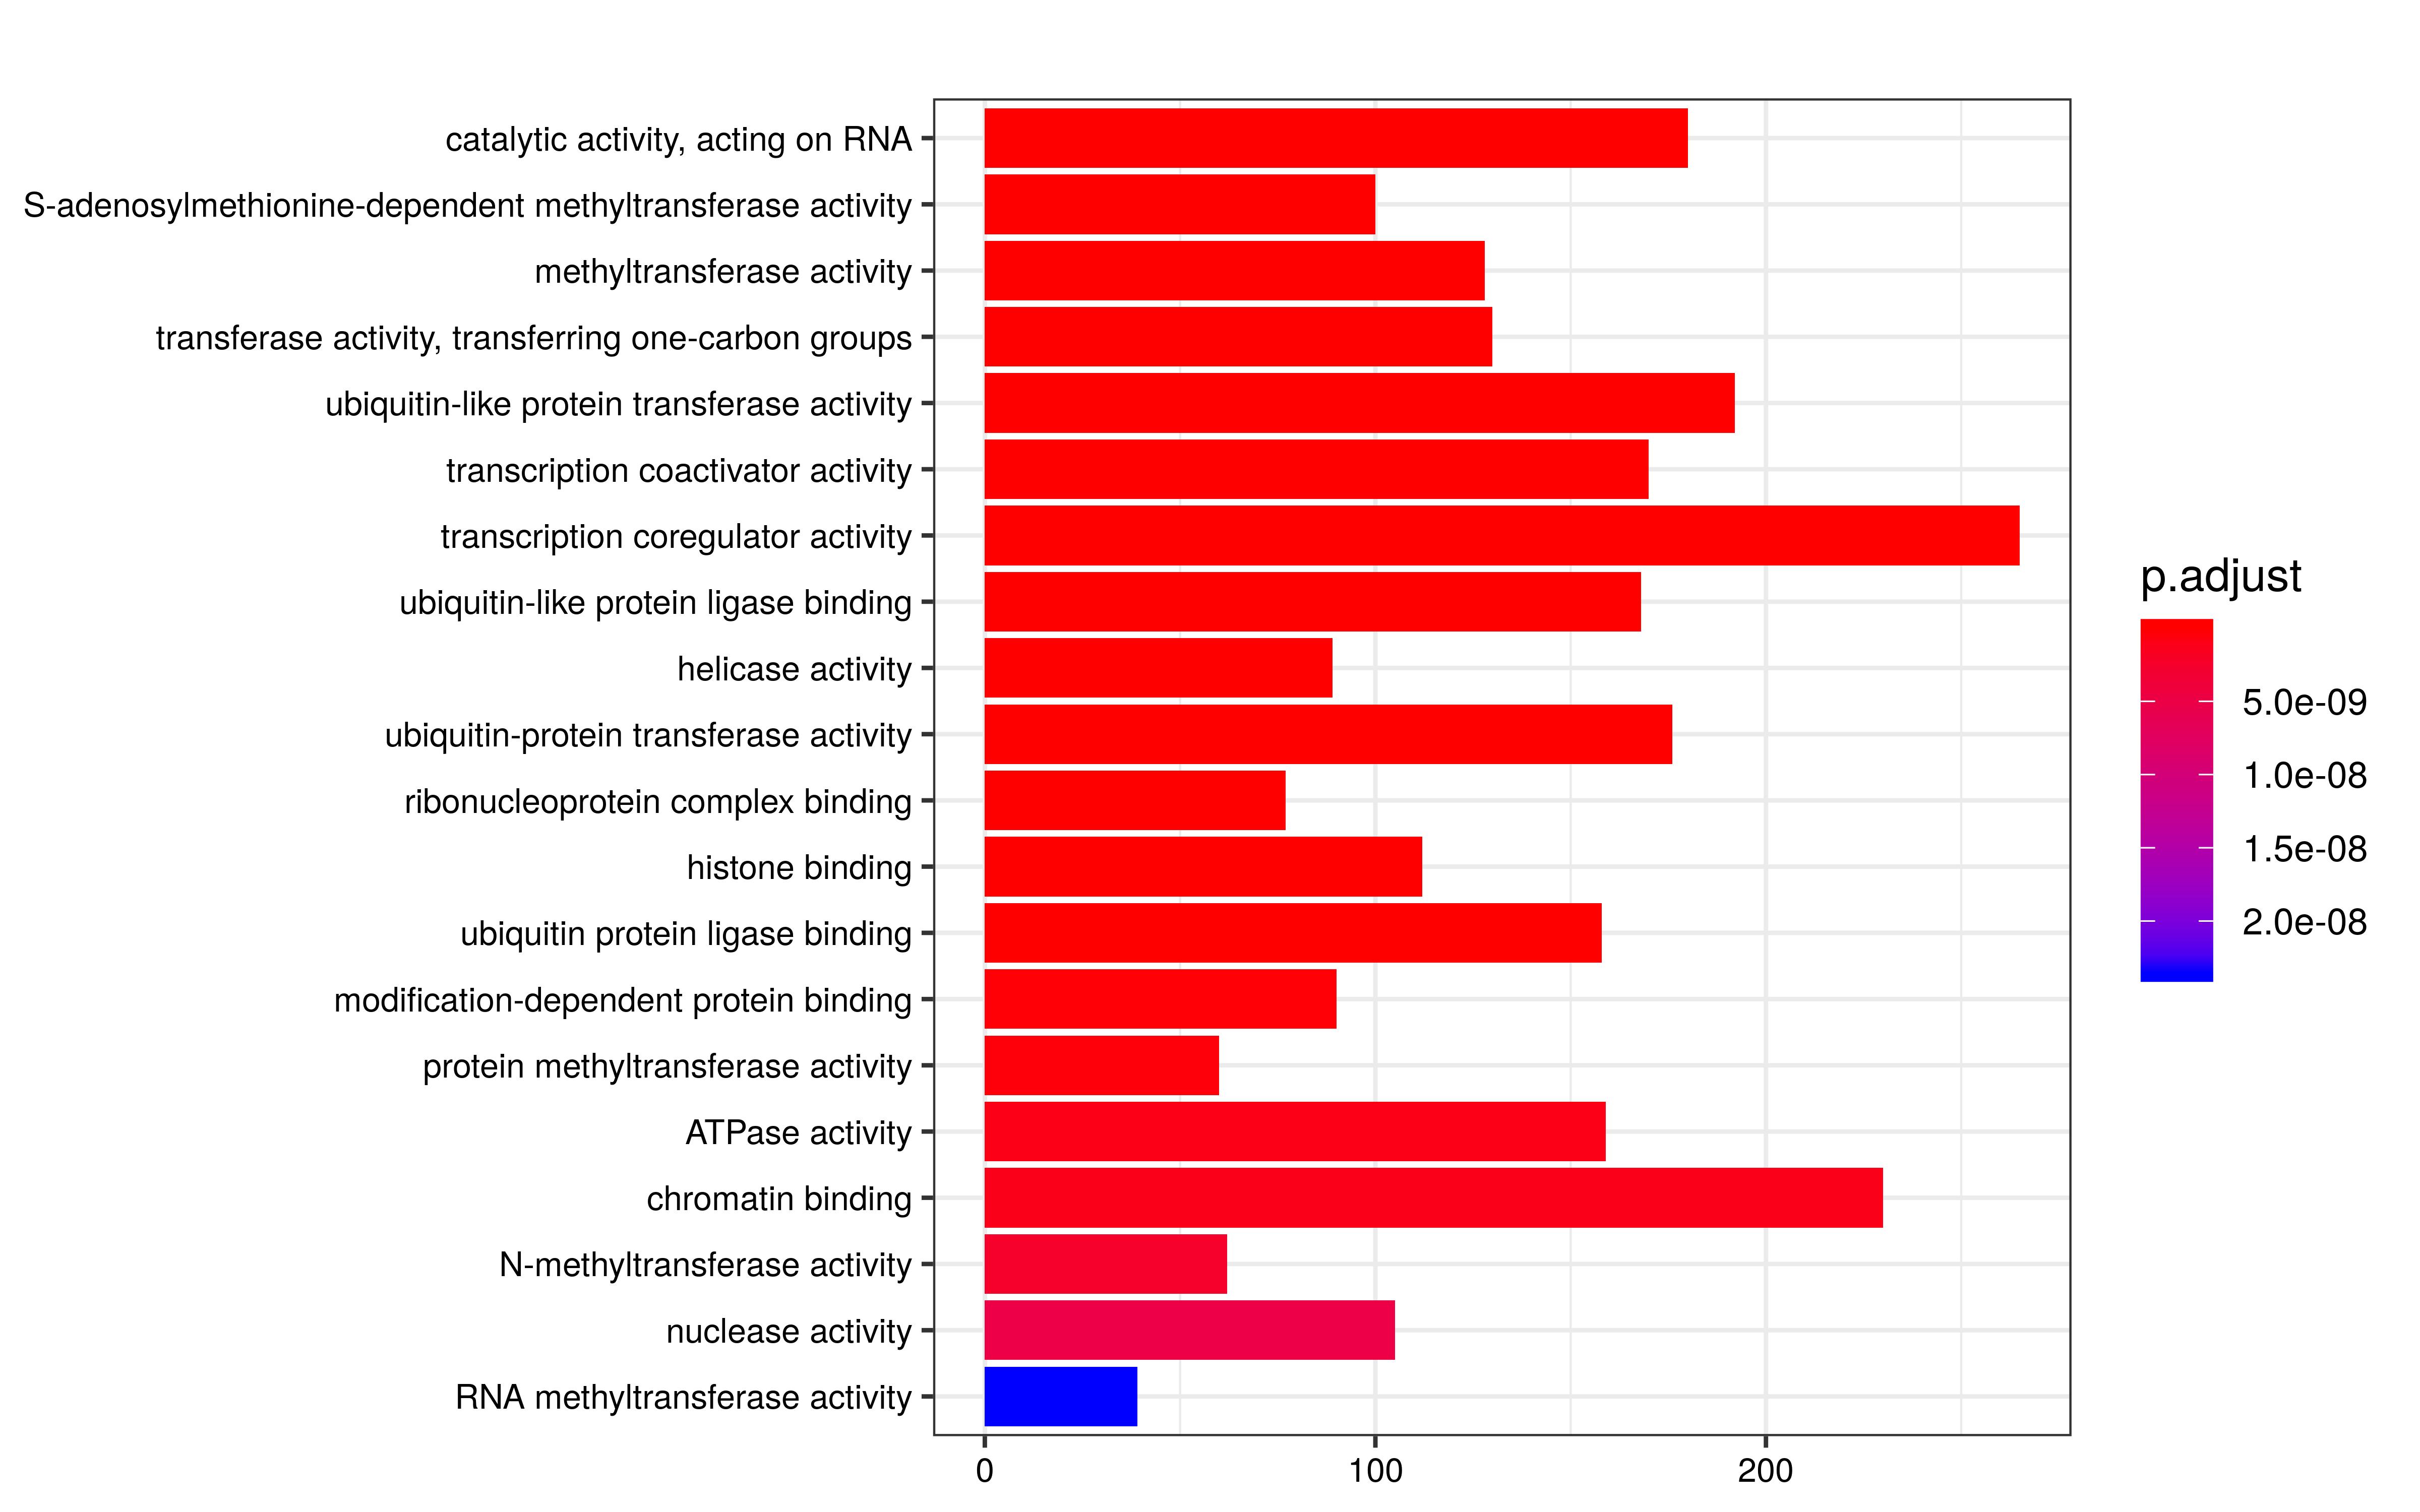 catalytic activity, acting on RNA
S-adenosylmethionine-dependent methyltransferase activity
methyltransferase activity
transferase activity, transferring one-carbon groups
ubiquitin-like protein transferase activity
transcription coactivator activity
transcription coregulator activity
ubiquitin-like protein ligase binding
helicase activity
ubiquitin-protein transferase activity
ribonucleoprotein complex binding
histone binding
ubiquitin protein ligase binding
modification-dependent protein binding
protein methyltransferase activity
ATPase activity
chromatin binding
N-methyltransferase activity
nuclease activity
RNA methyltransferase activity
0 100 200
p.adjust
5.0e-09
1.0e-08
1.5e-08
2.0e-08